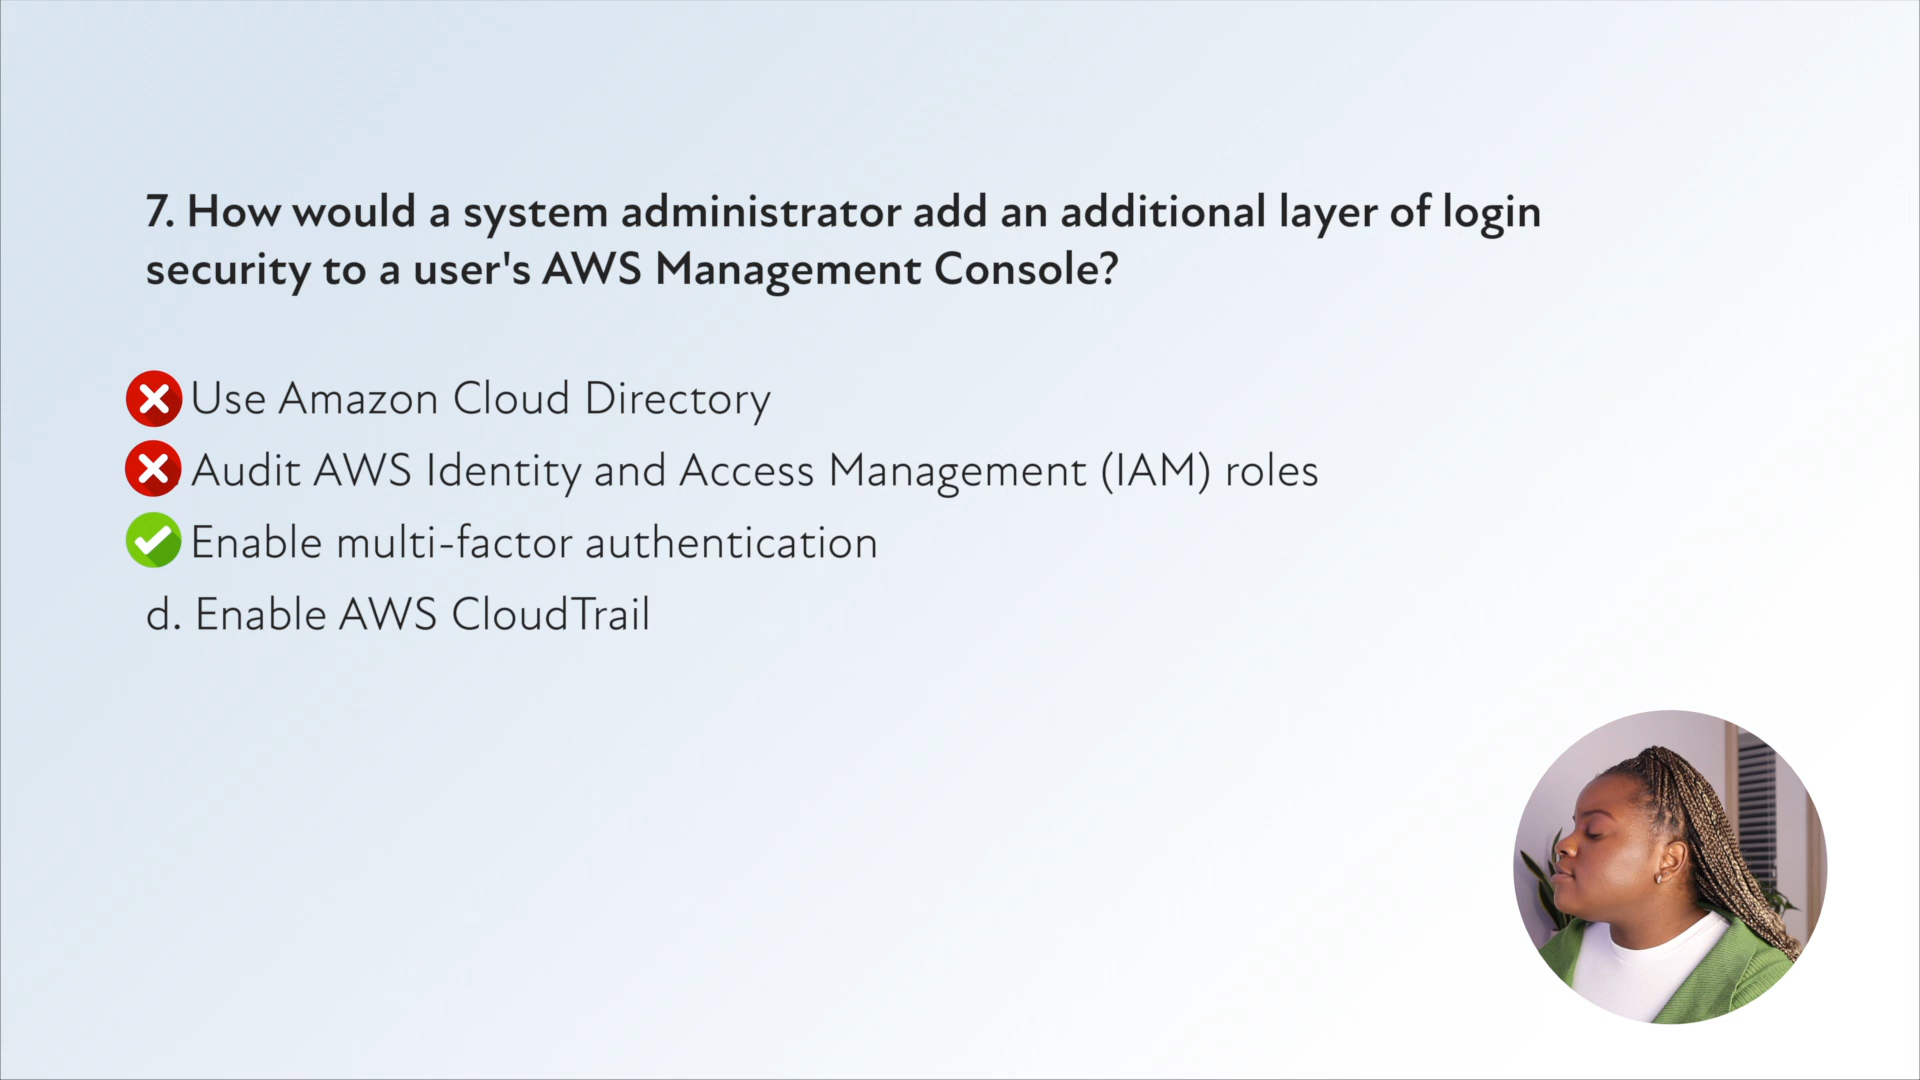 7. How would a system administrator add an additional layer of login
security to a user's AWS Management Console?
Use Amazon Cloud Directory
Audit AWS Identity and Access Management (IAM) roles
Enable multi-factor authentication
d. Enable AWS CloudTrail